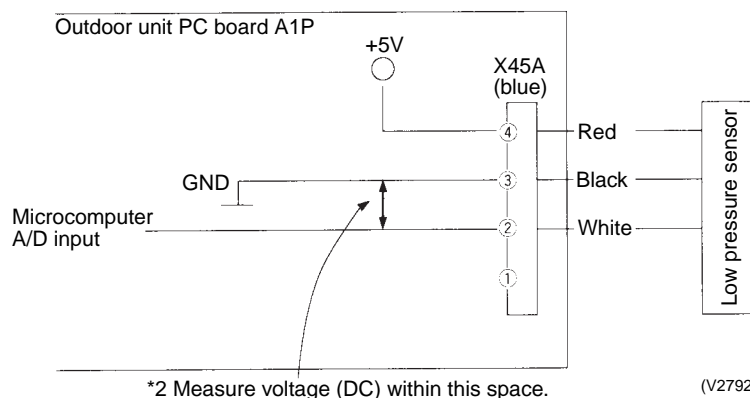 Outdoor unit PC board A1P
+5V
X45A
(blue)
4
Red
GND
3
Black
Microcomputer
A/D input
2
White
1
Low pressure sensor
*2 Measure voltage (DC) within this space.
(V2792